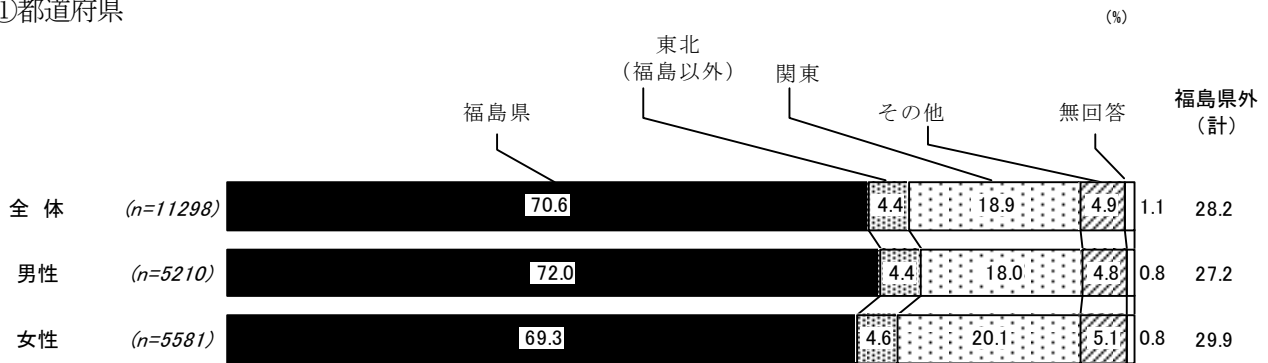 ①都道府県
(%)
東北
(福島以外)
関東
福島県
その他
無回答
福島県外
(計)
全 体 (n=11298) 70.6 4.4 18.9 4.9 1.1 28.2
男性 (n=5210) 72.0 4.4 18.0 4.8 0.8 27.2
女性 (n=5581) 69.3 4.6 20.1 5.1 0.8 29.9